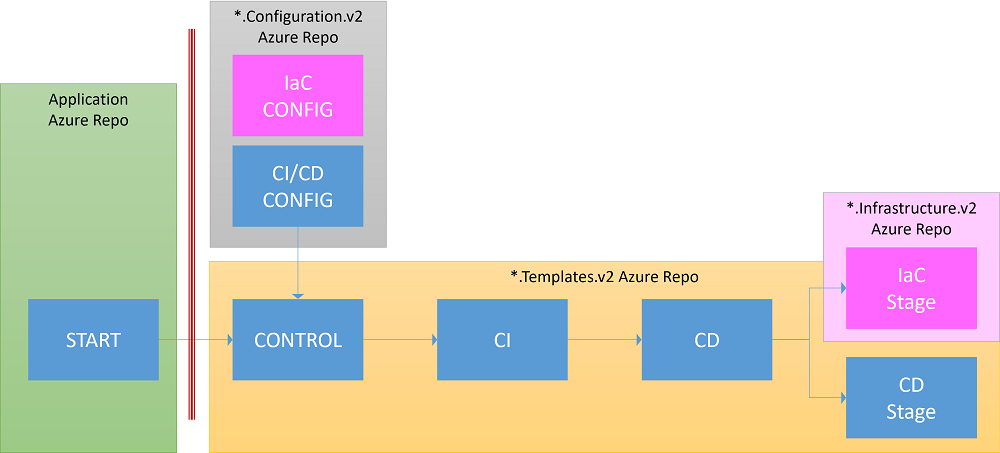 *.Configuration.v2
Azure Repo
IaC
CONFIG
CI/CD
CONFIG
Application
Azure Repo
START
*.Templates.v2 Azure Repo
CONTROL
CI
CD
*.Infrastructure.v2
Azure Repo
IaC
Stage
CD
Stage